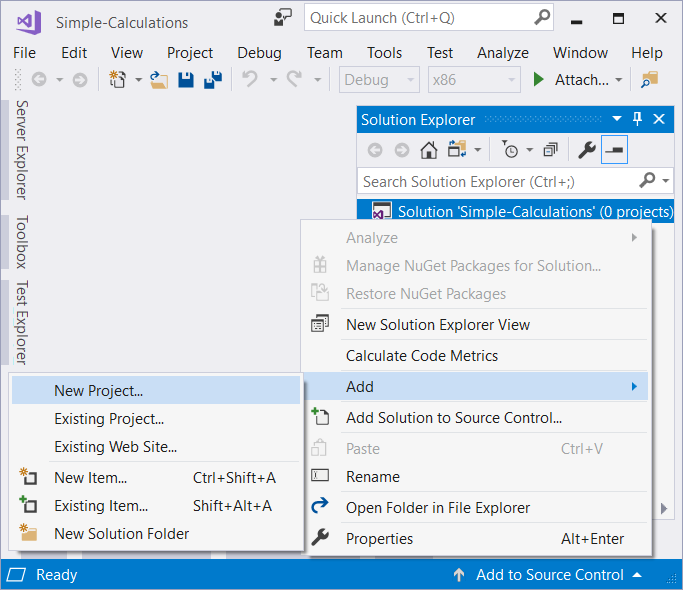 Simple-Calculations
Quick Launch (Ctrl+Q)
File Edit View Project Debug Team Tools Test Analyze Window Help
Debug x86 Attach...
Server Explorer
Toolbox
Test Explorer
Solution Explorer
Search Solution Explorer (Ctrl+;)
Solution 'Simple-Calculations' (0 projects)
Analyze
Manage NuGet Packages for Solution...
Restore NuGet Packages
New Solution Explorer View
Calculate Code Metrics
Add
Add Solution to Source Control...
Paste Ctrl+V
Rename
Open Folder in File Explorer
Properties Alt+Enter
New Project...
Existing Project...
Existing Web Site...
New Item... Ctrl+Shift+A
Existing Item... Shift+Alt+A
New Solution Folder
Ready
Add to Source Control